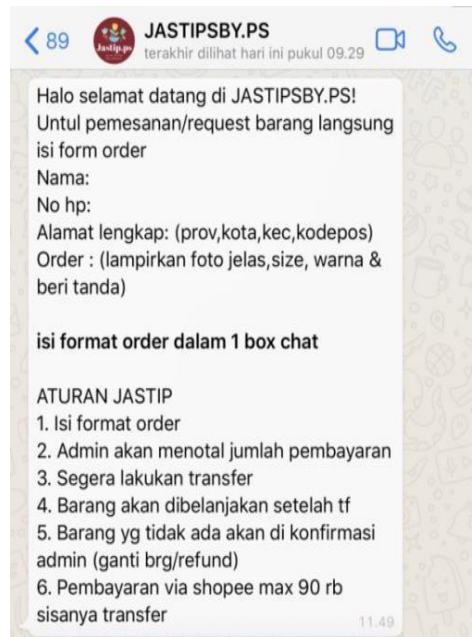 89
Jastip.ps
JASTIPSBY.PS
terakhir dilihat hari ini pukul 09.29
Halo selamat datang di JASTIPSBY.PS!
Untul pemesanan/request barang langsung
isi form order
Nama:
No hp:
Alamat lengkap: (prov,kota,kec,kodepos)
Order : (lampirkan foto jelas,size, warna &
beri tanda)
isi format order dalam 1 box chat
ATURAN JASTIP
1. Isi format order
2. Admin akan menotal jumlah pembayaran
3. Segera lakukan transfer
4. Barang akan dibelanjakan setelah tf
5. Barang yg tidak ada akan di konfirmasi
admin (ganti brg/refund)
6. Pembayaran via shopee max 90 rb
sisanya transfer
11.49